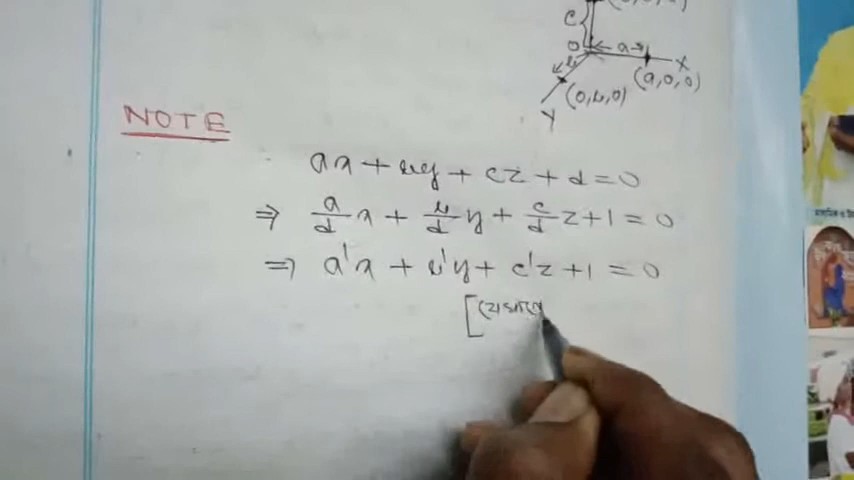 C
O
a
X
(a,0,0)
b
(0,b,0)
Y
NOTE
ax + by + cz + d = 0
⇒ a/d x + b/d y + c/d z + 1 = 0
⇒ a'x + b'y + c'z + 1 = 0
[যেখানে